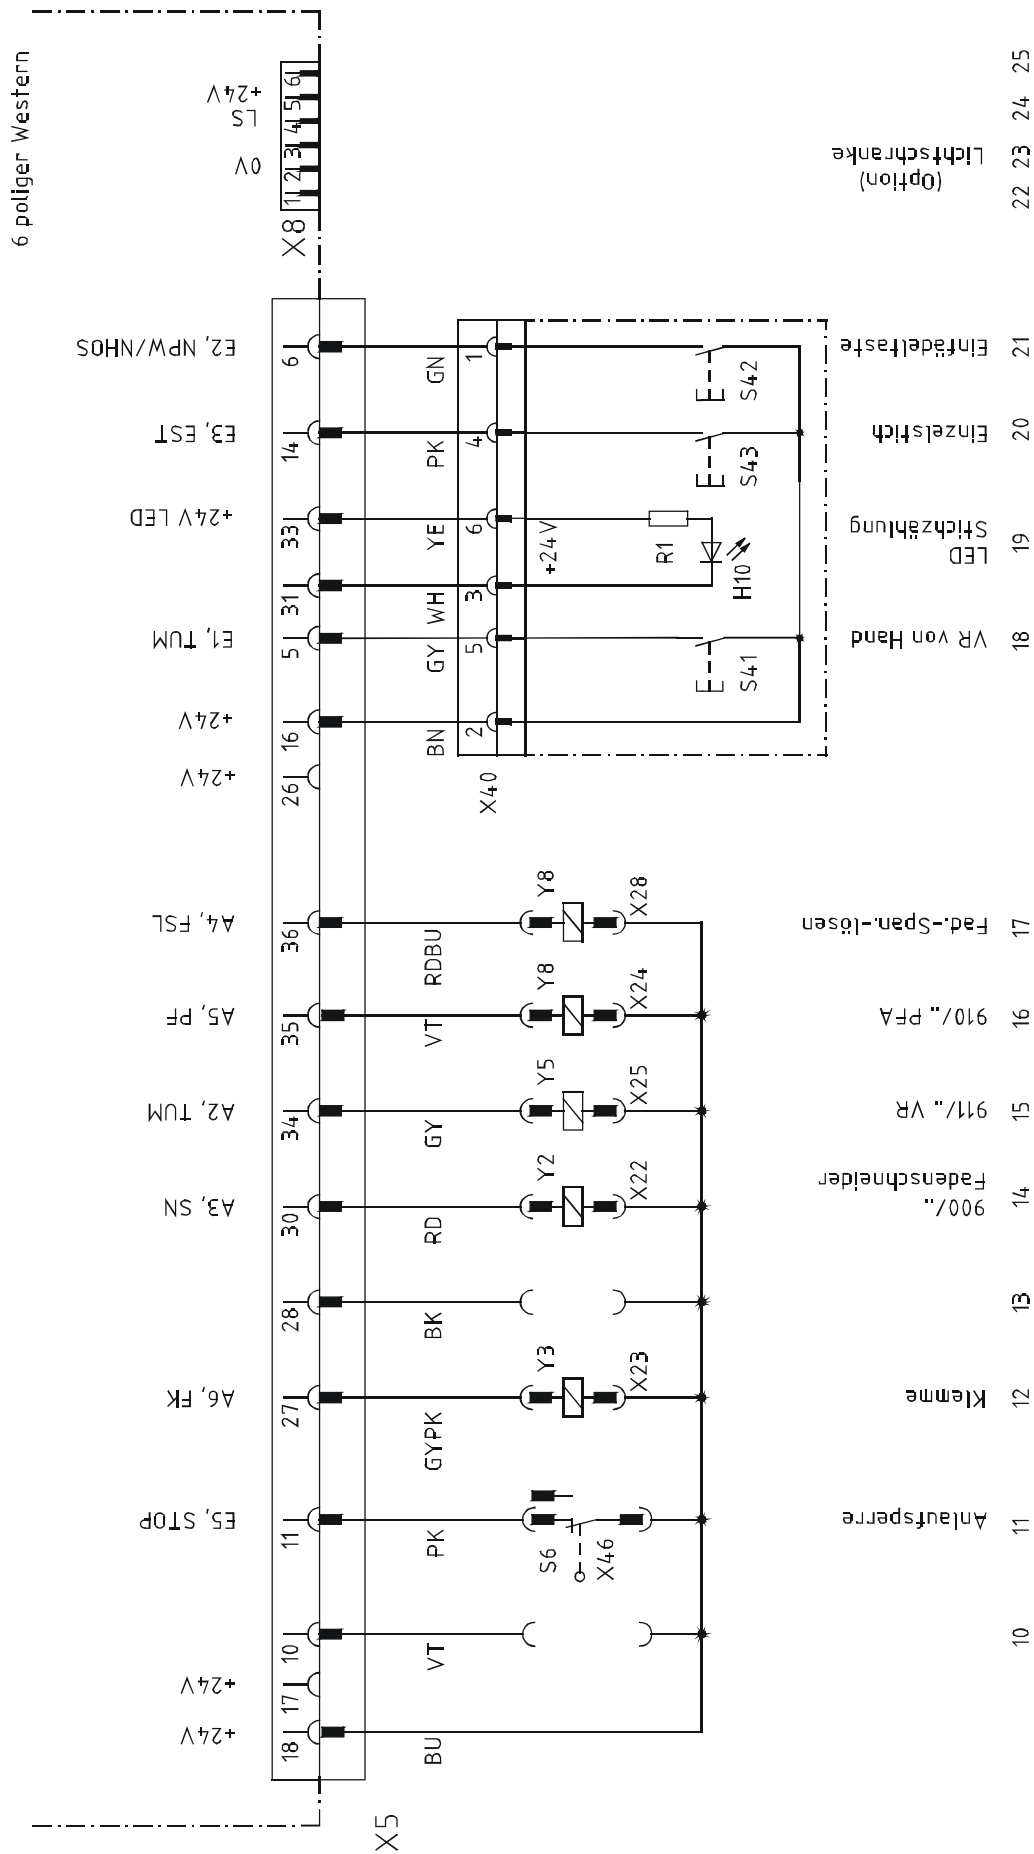 6 poliger Western
X8
1 2 3 4 5 6
0V
LS
+24V
E2, NPW/NHOS
6
GN
1
S42
Einfädeltaste
E3, EST
14
PK
4
S43
Einzelstich
+24V LED
33
YE
6
+24V
R1
LED
Stichzählung
31
WH
3
H10
E1, TUM
5
GY
5
S41
VR von Hand
+24V
16
BN
2
+24V
26
X40
A4, FSL
36
RDBU
Y8
X28
Fad.-Span.-lösen
A5, PF
35
VT
Y8
X24
910/.. PFA
A2, TUM
34
GY
Y5
X25
911/.. VR
A3, SN
30
RD
Y2
X22
900/..
Fadenschneider
28
BK
A6, FK
27
GYPK
Y3
X23
Klemme
E5, STOP
11
PK
S6
X46
Anlaufsperre
10
VT
+24V
17
+24V
18
BU
X5
Lichtschranke
(Option)
10 11 12 13 14 15 16 17 18 19 20 21 22 23 24 25